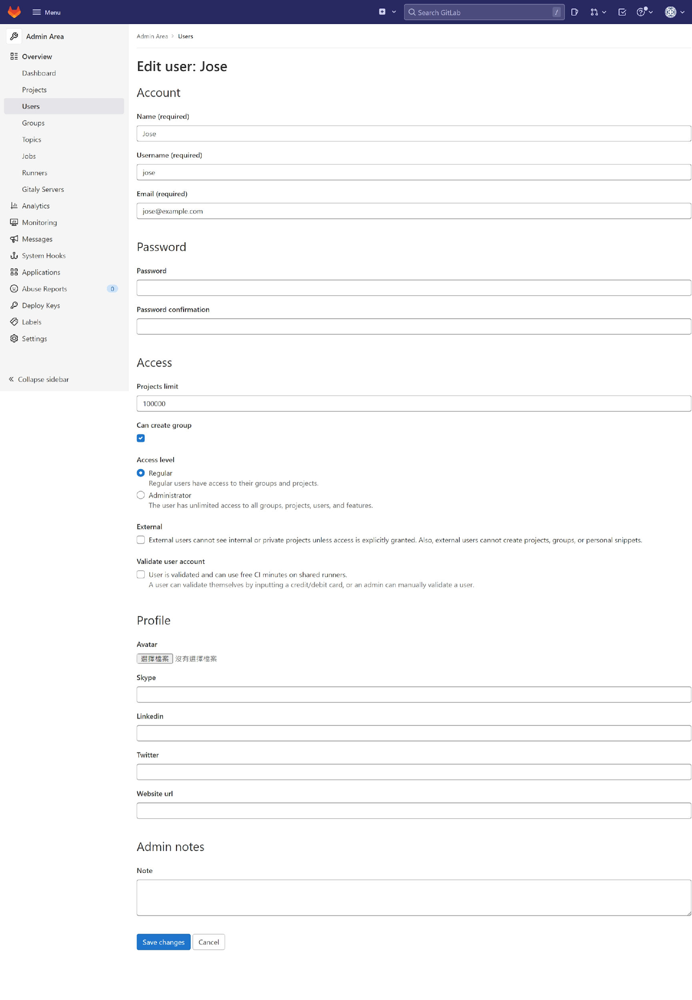 Menu
Search GitLab
/
Admin Area
Overview
Dashboard
Projects
Users
Groups
Topics
Jobs
Runners
Gitaly Servers
Analytics
Monitoring
Messages
System Hooks
Applications
Abuse Reports 0
Deploy Keys
Labels
Settings
Collapse sidebar
Admin Area > Users
Edit user: Jose
Account
Name (required)
Jose
Username (required)
jose
Email (required)
jose@example.com
Password
Password
Password confirmation
Access
Projects limit
100000
Can create group
Access level
Regular
Regular users have access to their groups and projects.
Administrator
The user has unlimited access to all groups, projects, users, and features.
External
External users cannot see internal or private projects unless access is explicitly granted. Also, external users cannot create projects, groups, or personal snippets.
Validate user account
User is validated and can use free CI minutes on shared runners.
A user can validate themselves by inputting a credit/debit card, or an admin can manually validate a user.
Profile
Avatar
選擇檔案 沒有選擇檔案
Skype
Linkedin
Twitter
Website url
Admin notes
Note
Save changes Cancel